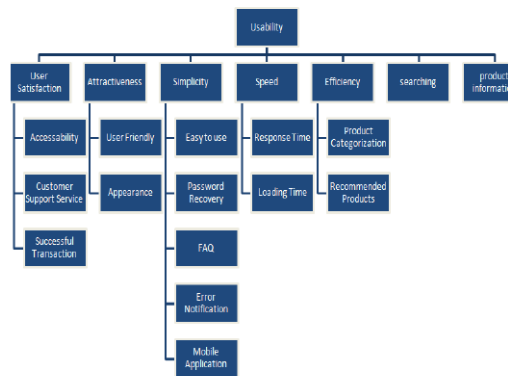 Usability
User
Satisfaction
Attractiveness
Simplicity
Speed
Efficiency
searching
product
informatic
Accessability
User Friendly
Easy to use
Response Time
Product
Categorization
Customer
Support Service
Appearance
Password
Recovery
Loading Time
Recommended
Products
Successful
Transaction
FAQ
Error
Notification
Mobile
Application